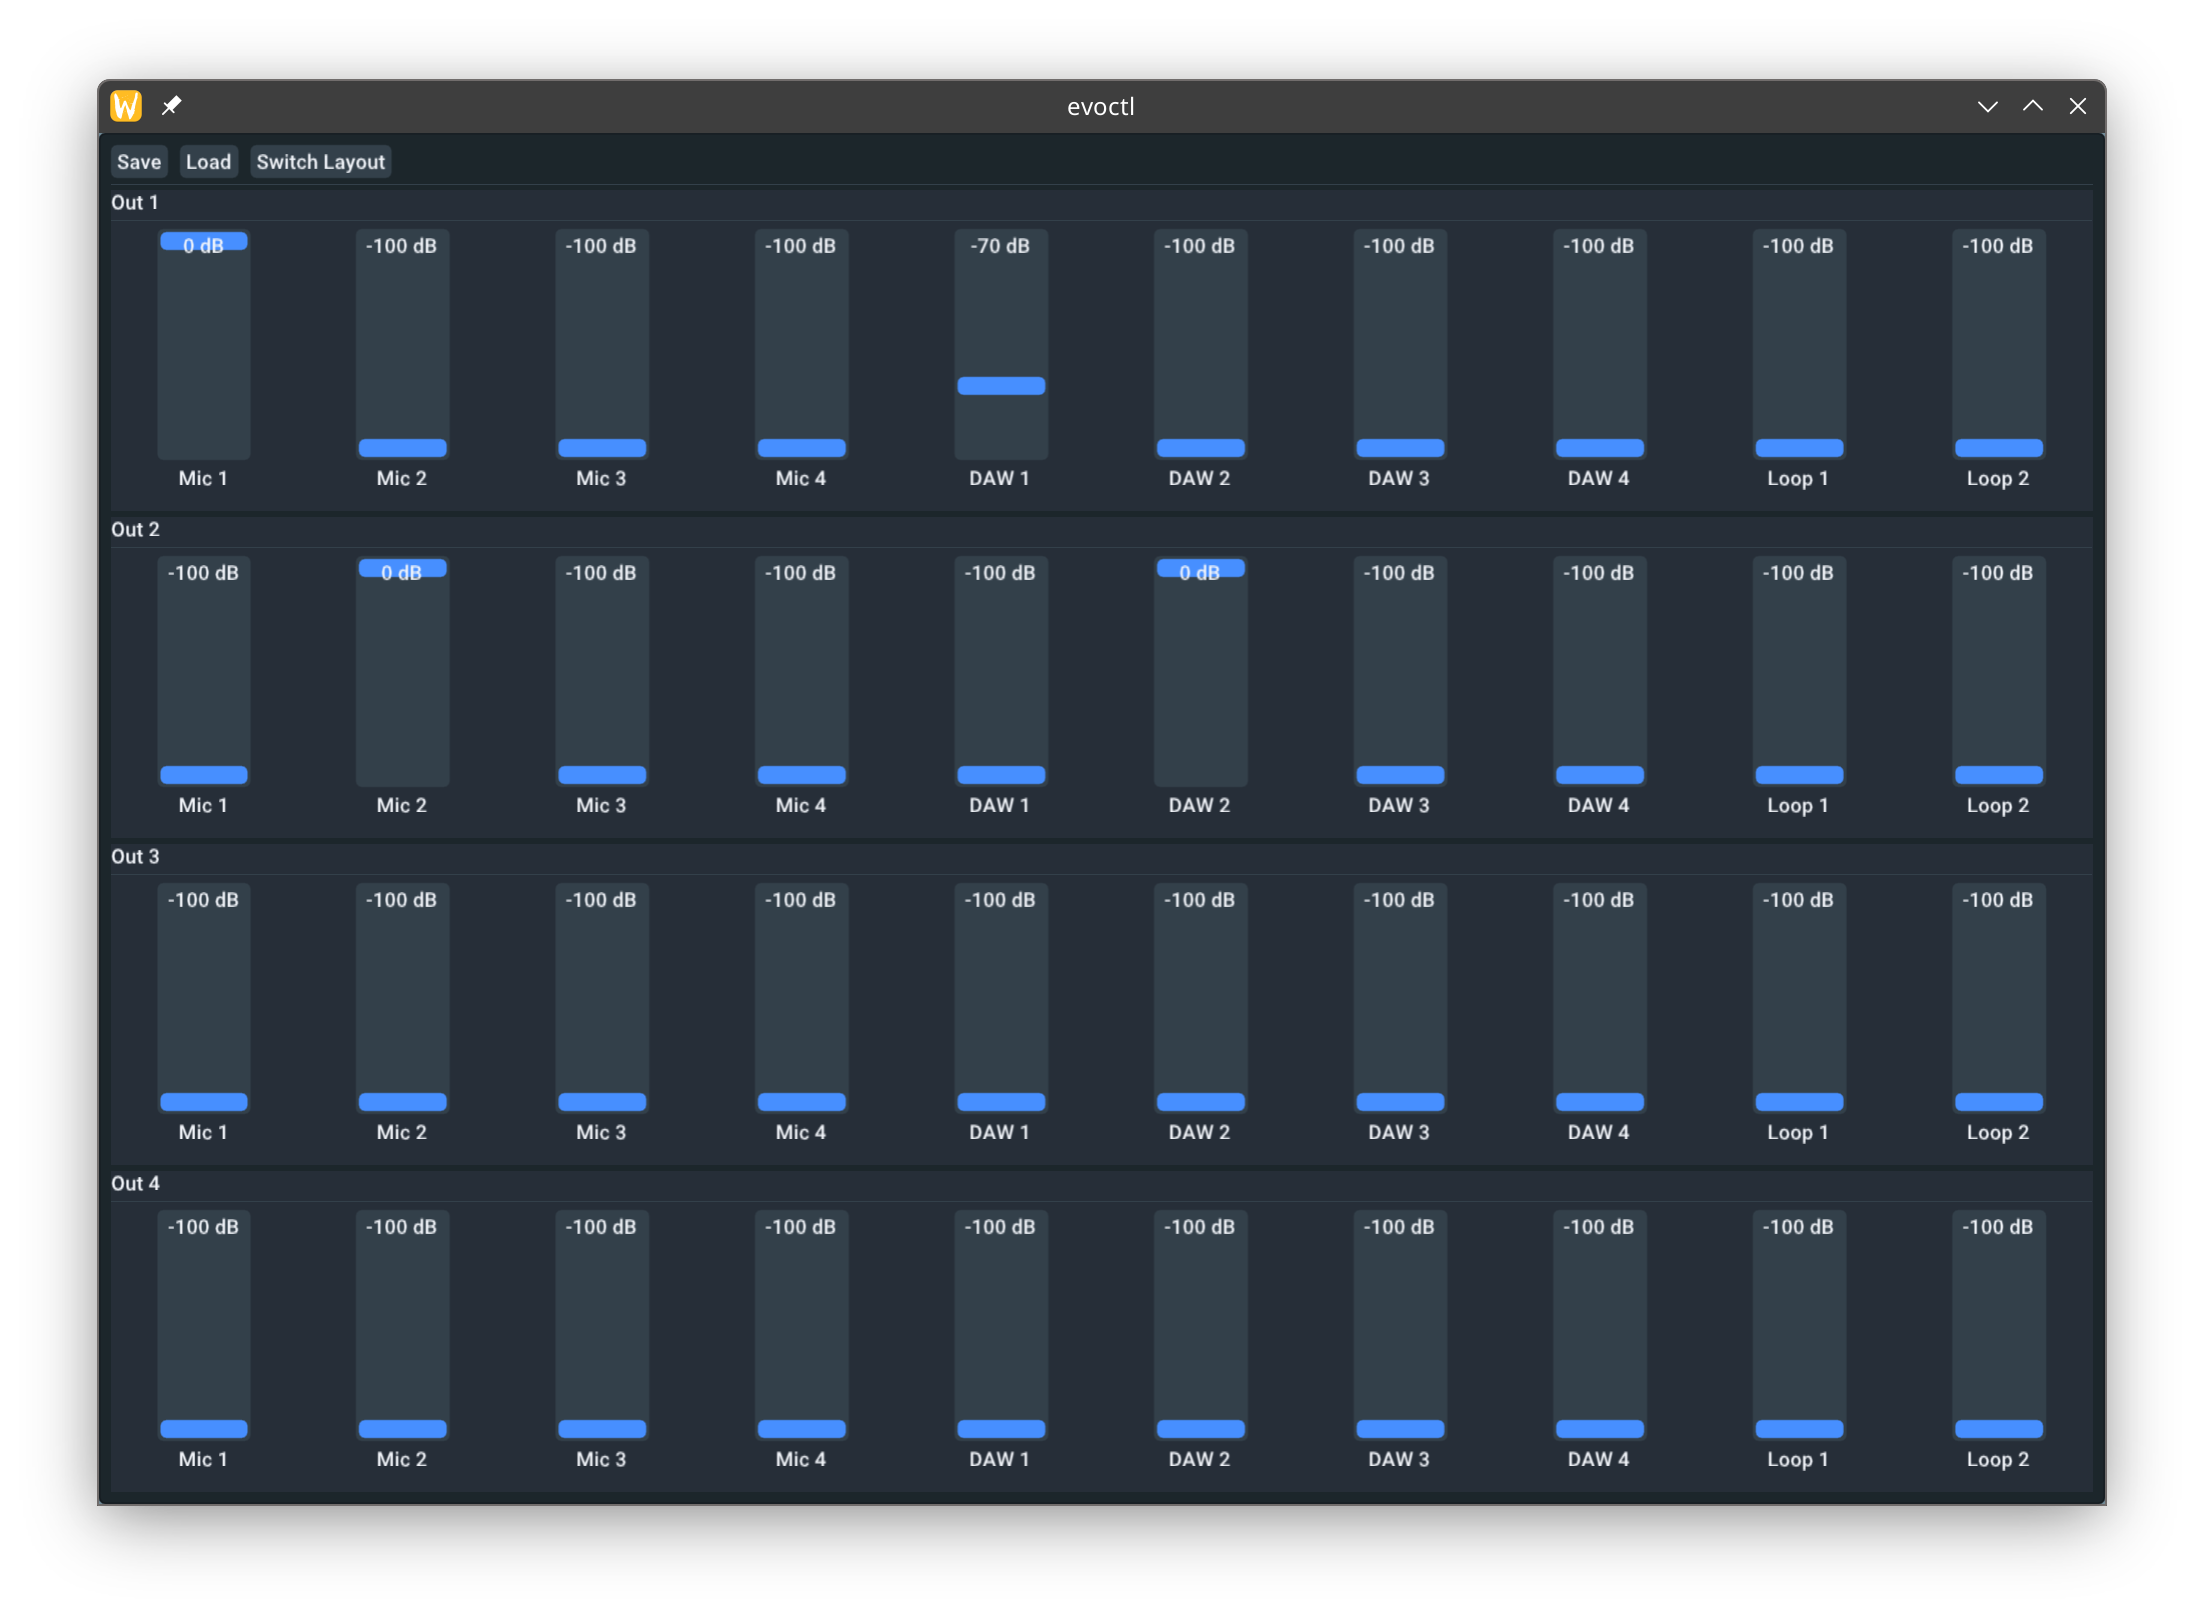 evoctl
Save Load Switch Layout
Out 1
0 dB -100 dB -100 dB -100 dB -70 dB -100 dB -100 dB -100 dB -100 dB -100 dB
Mic 1 Mic 2 Mic 3 Mic 4 DAW 1 DAW 2 DAW 3 DAW 4 Loop 1 Loop 2
Out 2
-100 dB 0 dB -100 dB -100 dB -100 dB 0 dB -100 dB -100 dB -100 dB -100 dB
Mic 1 Mic 2 Mic 3 Mic 4 DAW 1 DAW 2 DAW 3 DAW 4 Loop 1 Loop 2
Out 3
-100 dB -100 dB -100 dB -100 dB -100 dB -100 dB -100 dB -100 dB -100 dB -100 dB
Mic 1 Mic 2 Mic 3 Mic 4 DAW 1 DAW 2 DAW 3 DAW 4 Loop 1 Loop 2
Out 4
-100 dB -100 dB -100 dB -100 dB -100 dB -100 dB -100 dB -100 dB -100 dB -100 dB
Mic 1 Mic 2 Mic 3 Mic 4 DAW 1 DAW 2 DAW 3 DAW 4 Loop 1 Loop 2